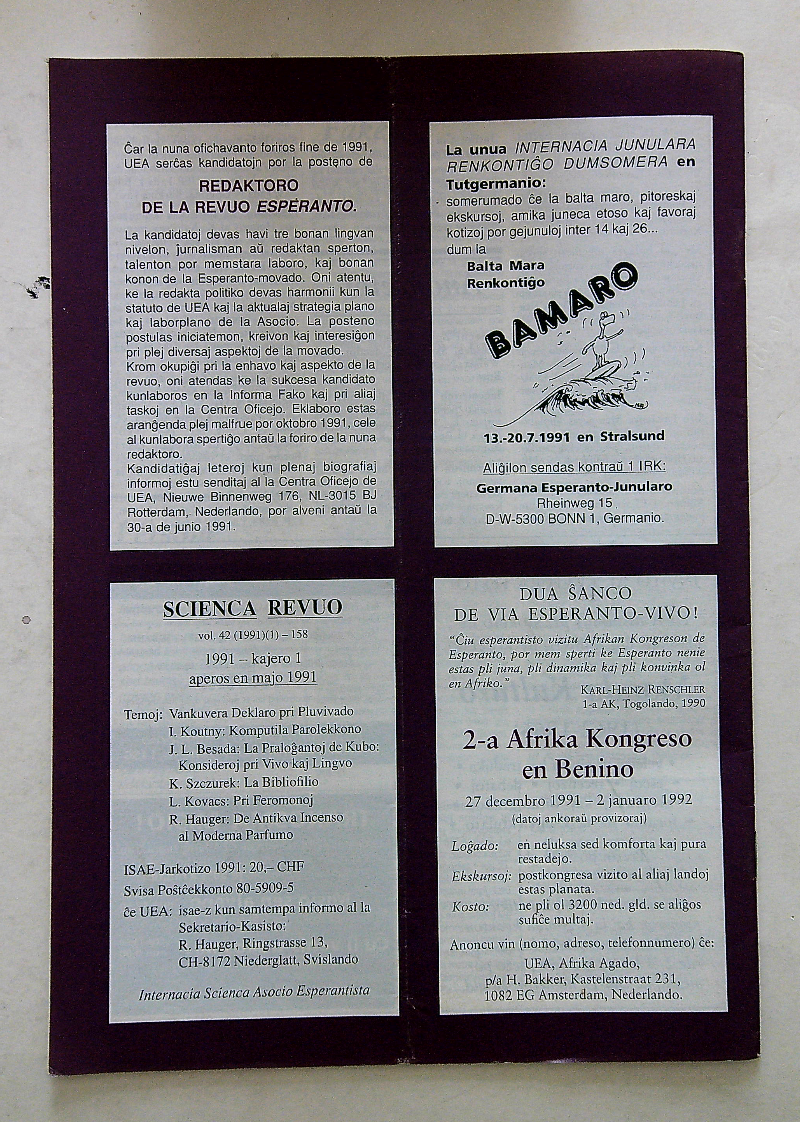 Ĉar la nuna ofichavanto foriros fine de 1991,
UEA serĉas kandidatojn por la posteno de
REDAKTORO
DE LA REVUO ESPERANTO.
La kandidatoj devas havi tre bonan lingvan
nivelon, jurnalisman aŭ redaktan sperton,
talenton por memstara laboro, kaj bonan
konon de la Esperanto-movado. Oni atentu,
ke la redakta politiko devas harmonii kun la
statuto de UEA kaj la aktualaj strategia plano
kaj laborplano de la Asocio. La posteno
postulas iniciatemon, kreivon kaj interesiĝon
pri plej diversaj aspektoj de la movado.
Krom okupiĝi pri la enhavo kaj aspekto de la
revuo, oni atendas ke la sukcesa kandidato
kunlaboros en la Informa Fako kaj pri aliaj
taskoj en la Centra Oficejo. Eklaboro estas
aranĝenda plej malfrue por oktobro 1991, cele
al kunlabora spertiĝo antaŭ la foriro de la nuna
redaktoro.
Kandidatiĝaj leteroj kun plenaj biografiaj
informoj estu senditaj al la Centra Oficejo de
UEA, Nieuwe Binnenweg 176, NL-3015 BJ
Rotterdam, Nederlando, por alveni antaŭ la
30-a de junio 1991.
La unua INTERNACIA JUNULARA
RENKONTIĜO DUMSOMERA en
Tutgermanio:
somerumado ĉe la balta maro, pitoreskaj
ekskursoj, amika juneca etoso kaj favoraj
kotizoj por gejunuloj inter 14 kaj 26...
dum la
Balta Mara
Renkontiĝo
BAMARO
13.-20.7.1991 en Stralsund
Aliĝilon sendas kontraŭ 1 IRK:
Germana Esperanto-Junularo
Rheinweg 15,
D-W-5300 BONN 1, Germanio.
SCIENCA REVUO
vol. 42 (1991)(1) – 158
1991 – kajero 1
aperos en majo 1991
Temoj: Vankuvera Deklaro pri Pluvivado
I. Koutny: Komputila Parolekkono
J. L. Besada: La Praloĝantoj de Kubo:
Konsideroj pri Vivo kaj Lingvo
K. Szczurek: La Bibliofilio
L. Kovacs: Pri Feromonoj
R. Hauger: De Antikva Incenso
al Moderna Parfumo
ISAE-Jarkotizo 1991: 20,– CHF
Svisa Poŝtĉekkonto 80-5909-5
ĉe UEA: isae-z kun samtempa informo al la
Sekretario-Kasisto:
R. Hauger, Ringstrasse 13,
CH-8172 Niederglatt, Svislando
Internacia Scienca Asocio Esperantista
DUA ŜANCO
DE VIA ESPERANTO-VIVO!
“Ĉiu esperantisto vizitu Afrikan Kongreson de
Esperanto, por mem sperti ke Esperanto nenie
estas pli juna, pli dinamika kaj pli konvinka ol
en Afriko.”
KARL-HEINZ RENSCHLER
1-a AK, Togolando, 1990
2-a Afrika Kongreso
en Benino
27 decembro 1991 – 2 januaro 1992
(datoj ankoraŭ provizoraj)
Loĝado: en neluksa sed komforta kaj pura
restadejo.
Ekskursoj: postkongresa vizito al aliaj landoj
estas planata.
Kosto: ne pli ol 3200 ned. gld. se aliĝos
sufiĉe multaj.
Anoncu vin (nomo, adreso, telefonnumero) ĉe:
UEA, Afrika Agado,
p/a H. Bakker, Kastelenstraat 231,
1082 EG Amsterdam, Nederlando.